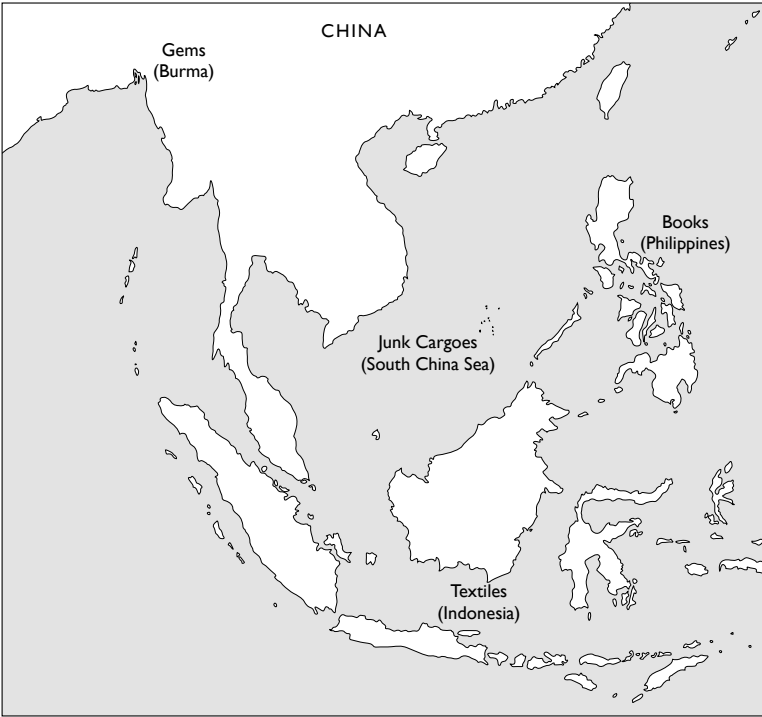 CHINA
Gems
(Burma)
Books
(Philippines)
Junk Cargoes
(South China Sea)
Textiles
(Indonesia)